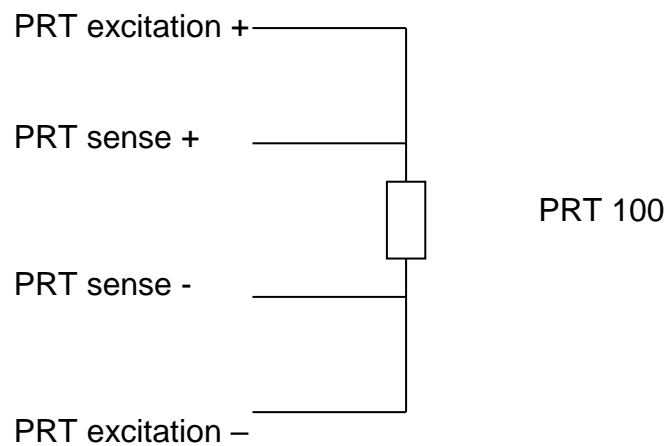 PRT excitation +
PRT sense +
PRT 100
PRT sense -
PRT excitation –